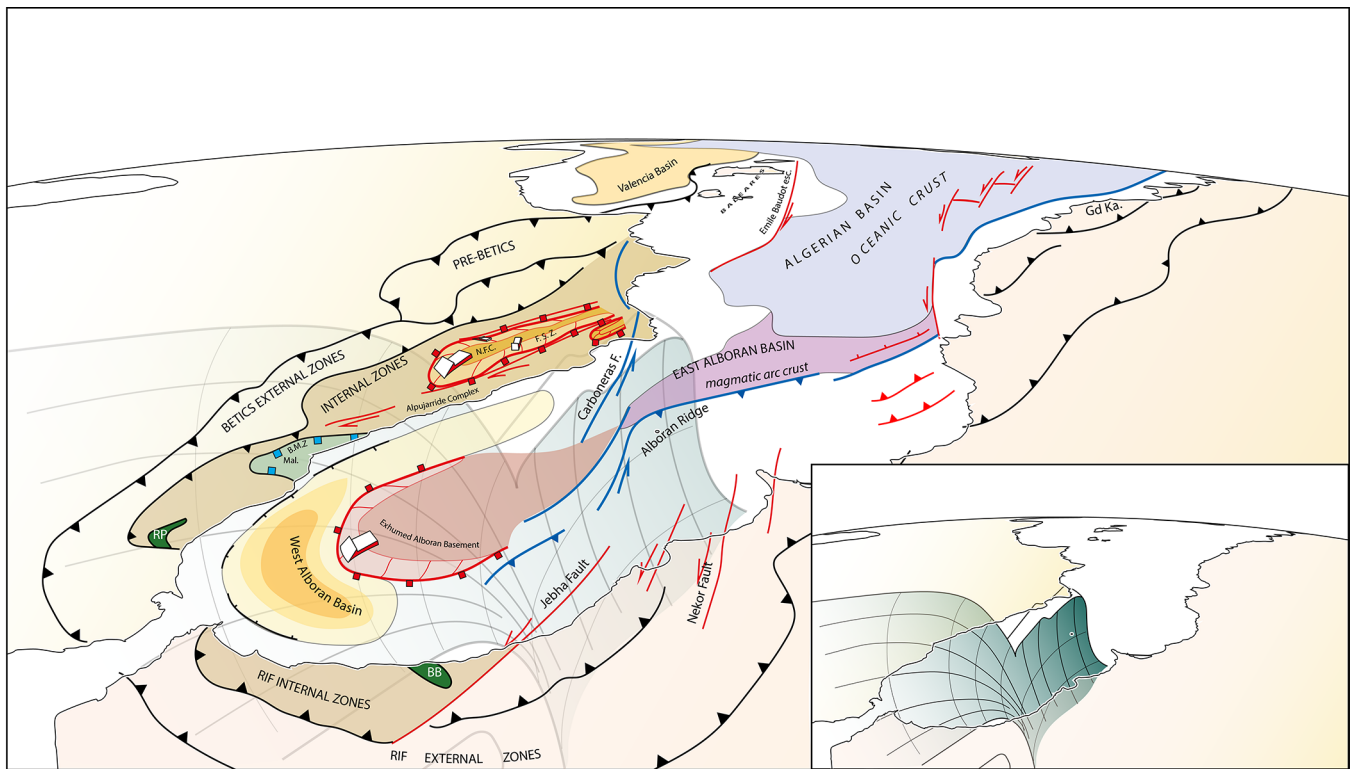 Valencia Basin
BALEARES
Emile Baudot esc.
ALGERIAN BASIN
OCEANIC CRUST
Gd Ka.
PRE-BETICS
BETICS EXTERNAL ZONES
INTERNAL ZONES
N.F.C.
F.S.Z.
Alpujarride Complex
Carboneras F.
EAST ALBORAN BASIN
magmatic arc crust
Alboran Ridge
B.M.Z
Mal.
RP
West Alboran Basin
Exhumed Alboran Basement
Jebha Fault
Nekor Fault
BB
RIF INTERNAL ZONES
RIF EXTERNAL ZONES